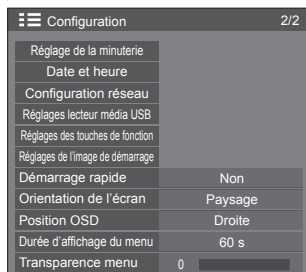 Configuration 2/2
Réglage de la minuterie
Date et heure
Configuration réseau
Réglages lecteur média USB
Réglages des touches de fonction
Réglages de l'image de démarrage
Démarrage rapide Non
Orientation de l'écran Paysage
Position OSD Droite
Durée d'affichage du menu 60 s
Transparence menu 0